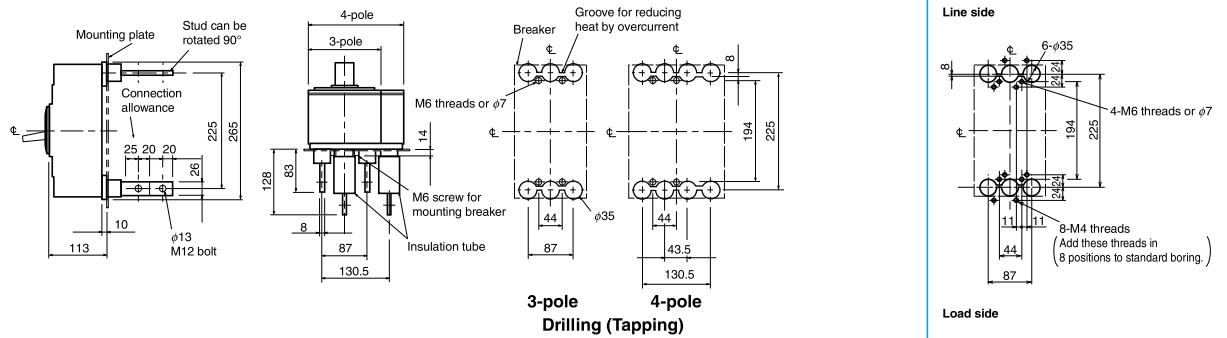 Mounting plate
Stud can be
rotated 90°
Connection
allowance
25 20 20
26
225
265
℄
10
113
φ13
M12 bolt
4-pole
3-pole
14
83
128
8
87
130.5
M6 screw for
mounting breaker
Insulation tube
Groove for reducing
heat by overcurrent
Breaker
℄
℄
8
M6 threads or φ7
℄
℄
194
225
φ35
44
87
44
43.5
130.5
3-pole
4-pole
Drilling (Tapping)
Line side
℄
6-φ35
8
24
24
4-M6 threads or φ7
℄
194
225
24
24
11 11
44
87
8-M4 threads
(Add these threads in
8 positions to standard boring.)
Load side